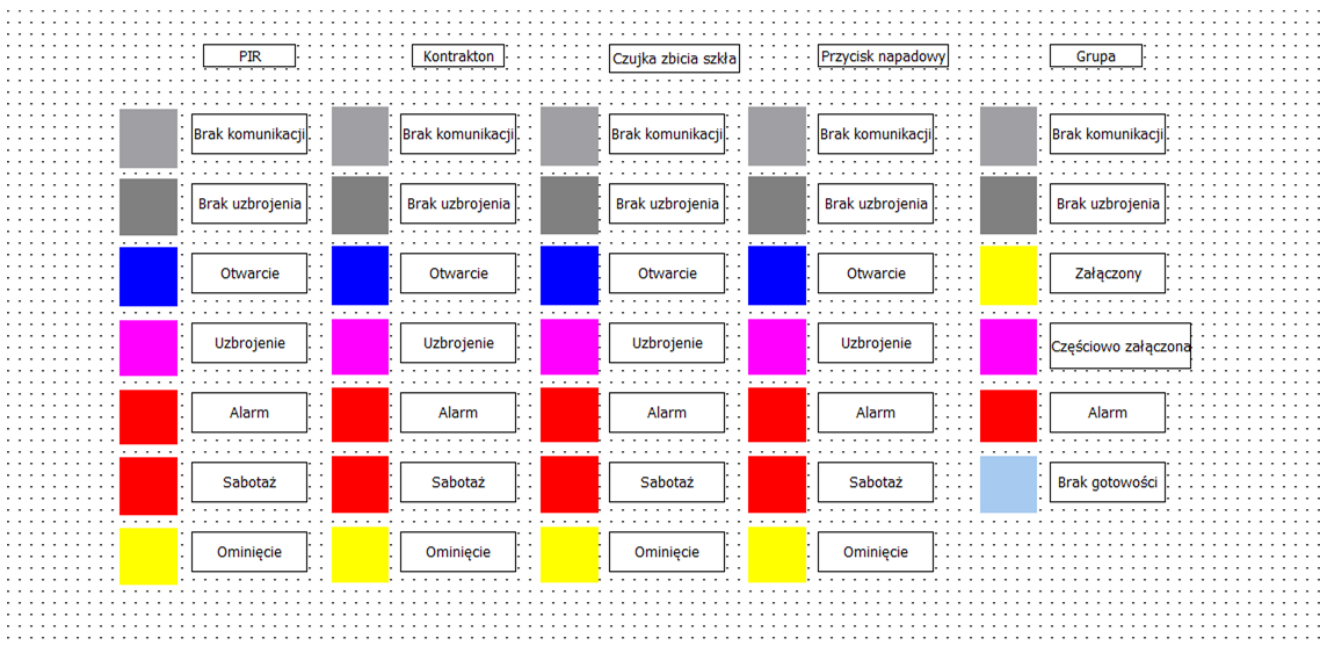 PIR Kontrakton Czujka zbicia szkła Przycisk napadowy Grupa
Brak komunikacji Brak komunikacji Brak komunikacji Brak komunikacji Brak komunikacji
Brak uzbrojenia Brak uzbrojenia Brak uzbrojenia Brak uzbrojenia Brak uzbrojenia
Otwarcie Otwarcie Otwarcie Otwarcie Załączony
Uzbrojenie Uzbrojenie Uzbrojenie Uzbrojenie Częściowo załączona
Alarm Alarm Alarm Alarm Alarm
Sabotaż Sabotaż Sabotaż Sabotaż Brak gotowości
Ominięcie Ominięcie Ominięcie Ominięcie